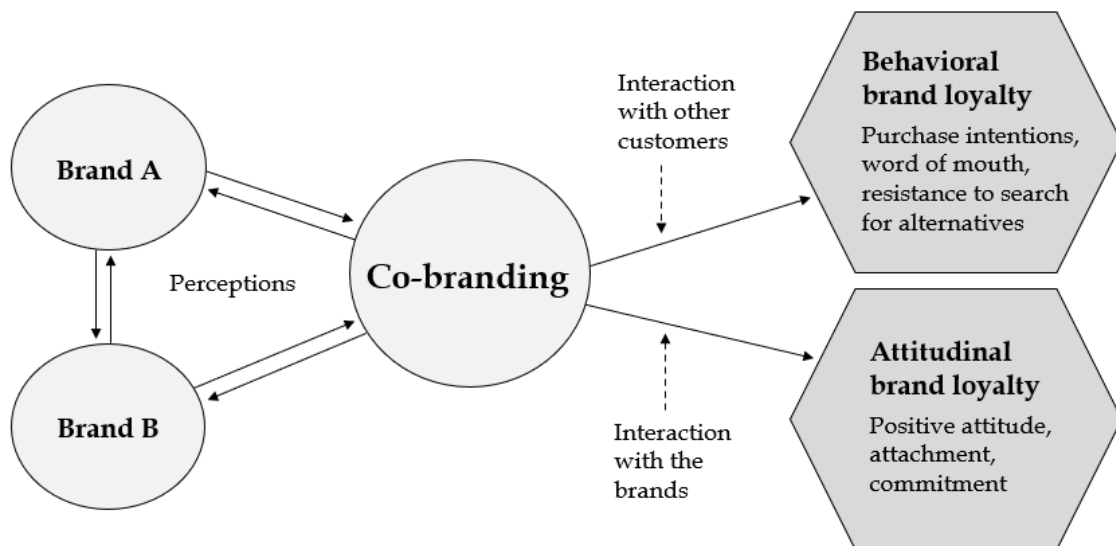 Brand A
Brand B
Perceptions
Co-branding
Interaction
with other
customers
Interaction
with the
brands
Behavioral
brand loyalty
Purchase intentions,
word of mouth,
resistance to search
for alternatives
Attitudinal
brand loyalty
Positive attitude,
attachment,
commitment